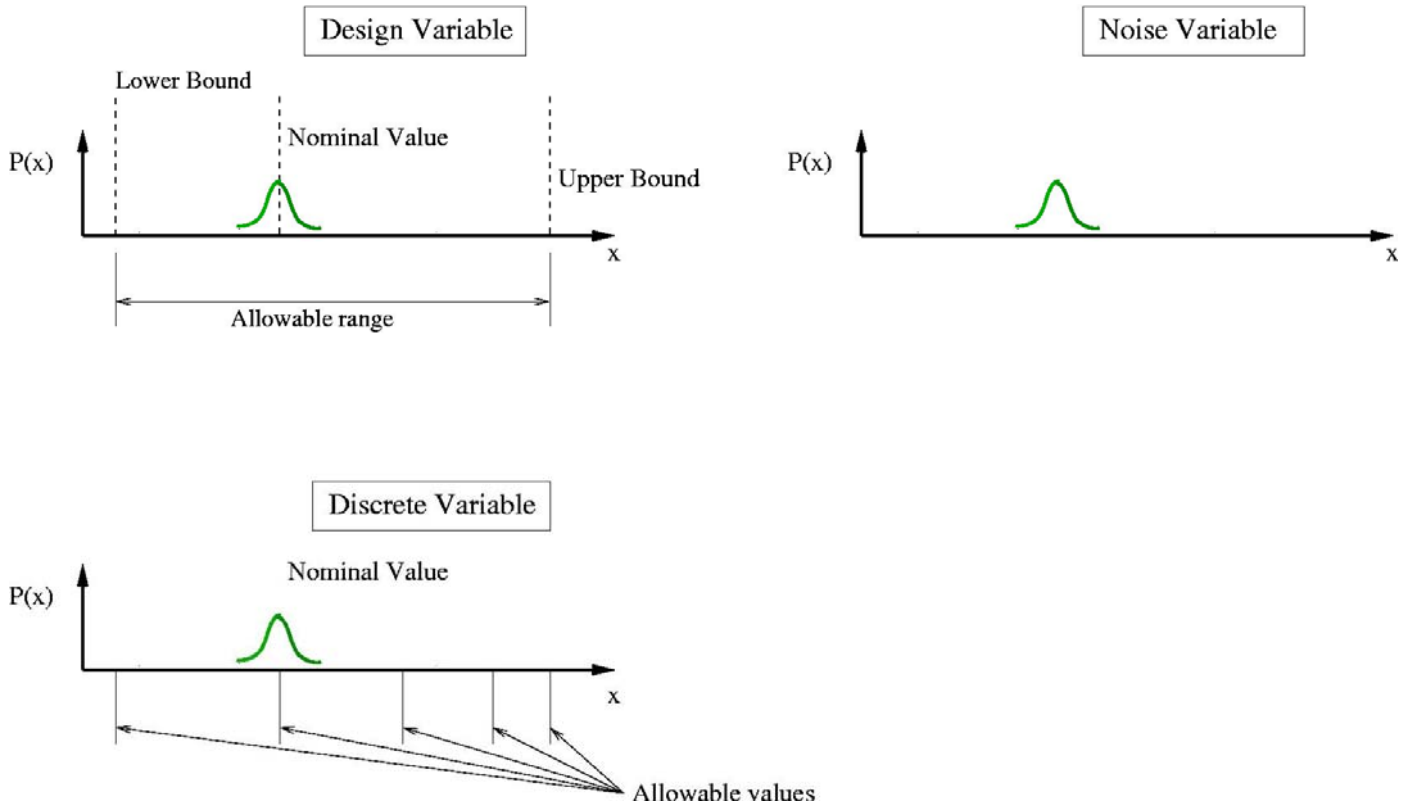 Design Variable
Noise Variable
Lower Bound
Nominal Value
P(x)
P(x)
Upper Bound
x
x
Allowable range
Discrete Variable
Nominal Value
P(x)
x
Allowable values